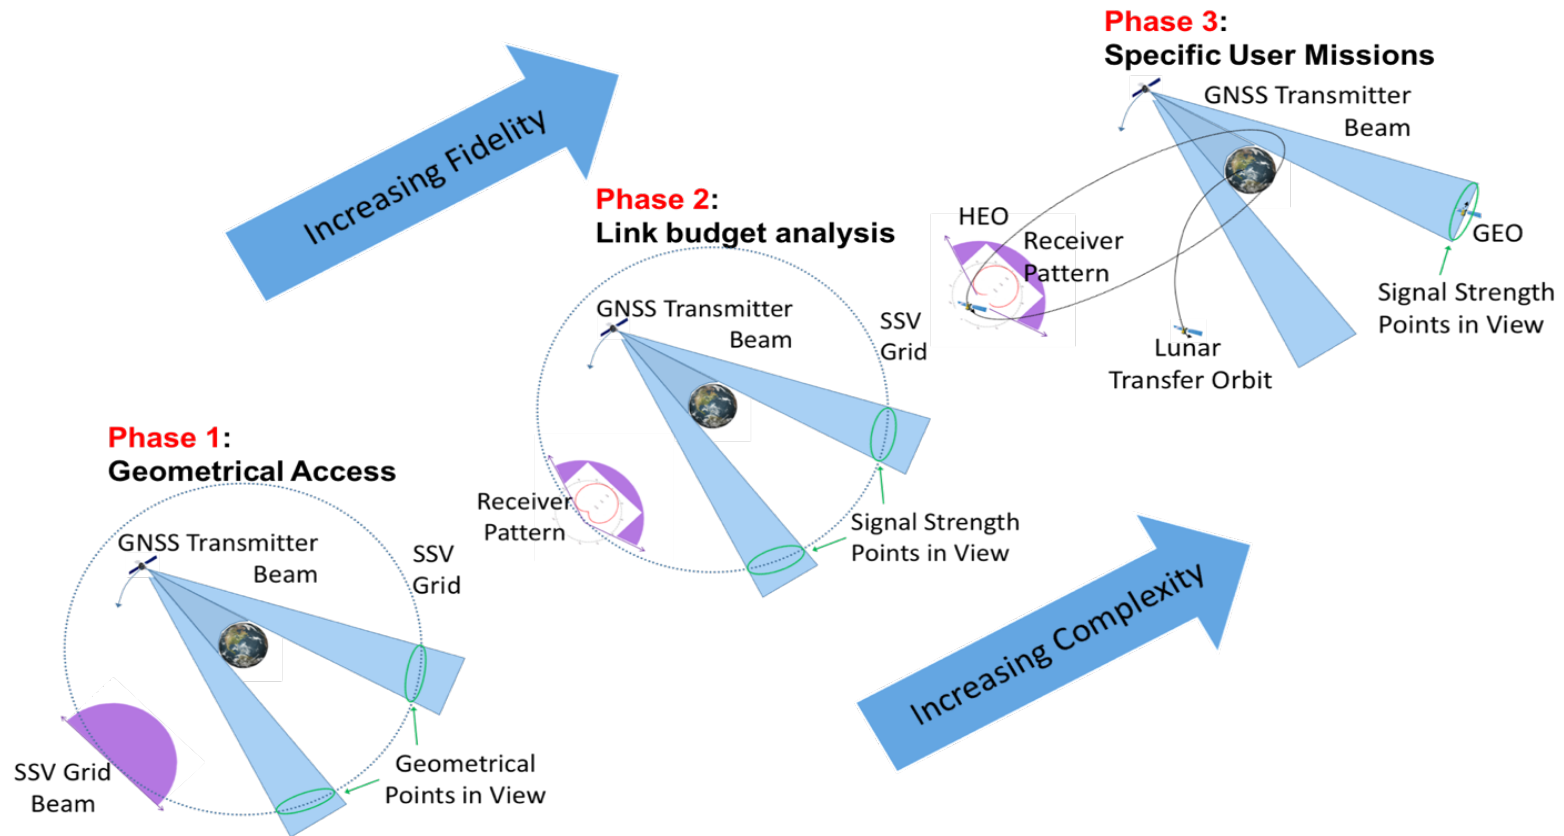 Phase 3:
Specific User Missions
GNSS Transmitter
Beam
HEO
Receiver
Pattern
GEO
Signal Strength
Points in View
Lunar
Transfer Orbit
Increasing Fidelity
Phase 2:
Link budget analysis
GNSS Transmitter
Beam
SSV
Grid
Receiver
Pattern
Signal Strength
Points in View
Phase 1:
Geometrical Access
GNSS Transmitter
Beam
SSV
Grid
SSV Grid
Beam
Geometrical
Points in View
Increasing Complexity